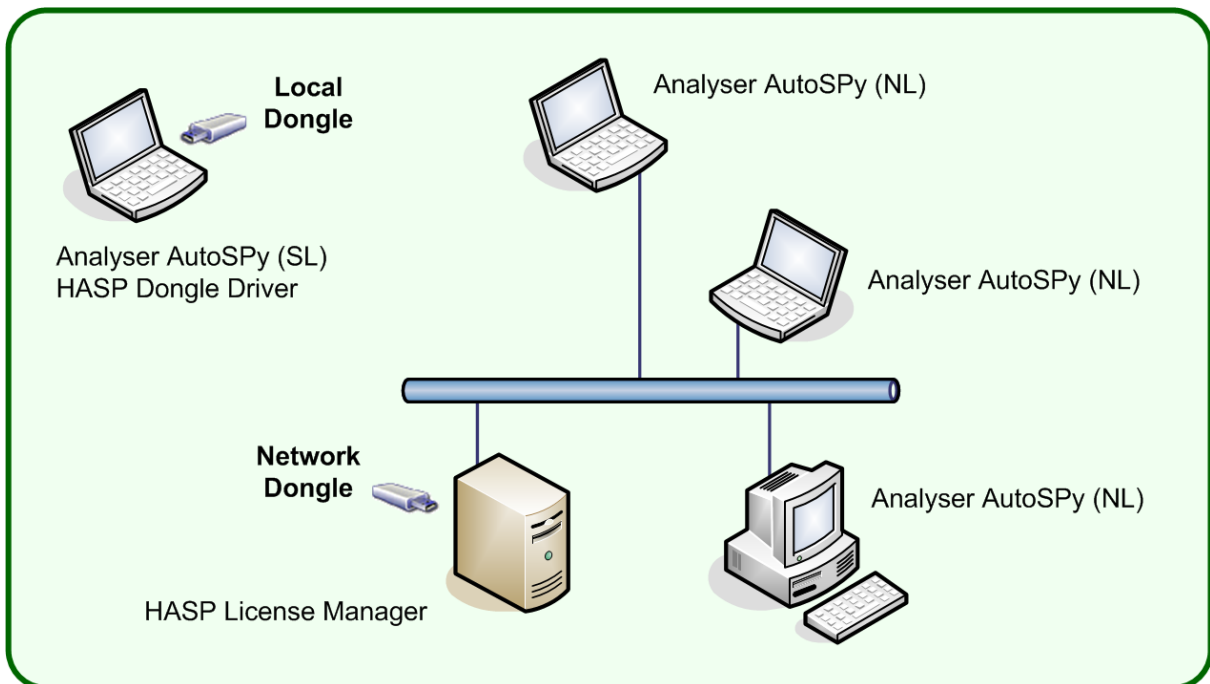 Local
Dongle
Analyser AutoSPy (SL)
HASP Dongle Driver
Analyser AutoSPy (NL)
Analyser AutoSPy (NL)
Network
Dongle
HASP License Manager
Analyser AutoSPy (NL)